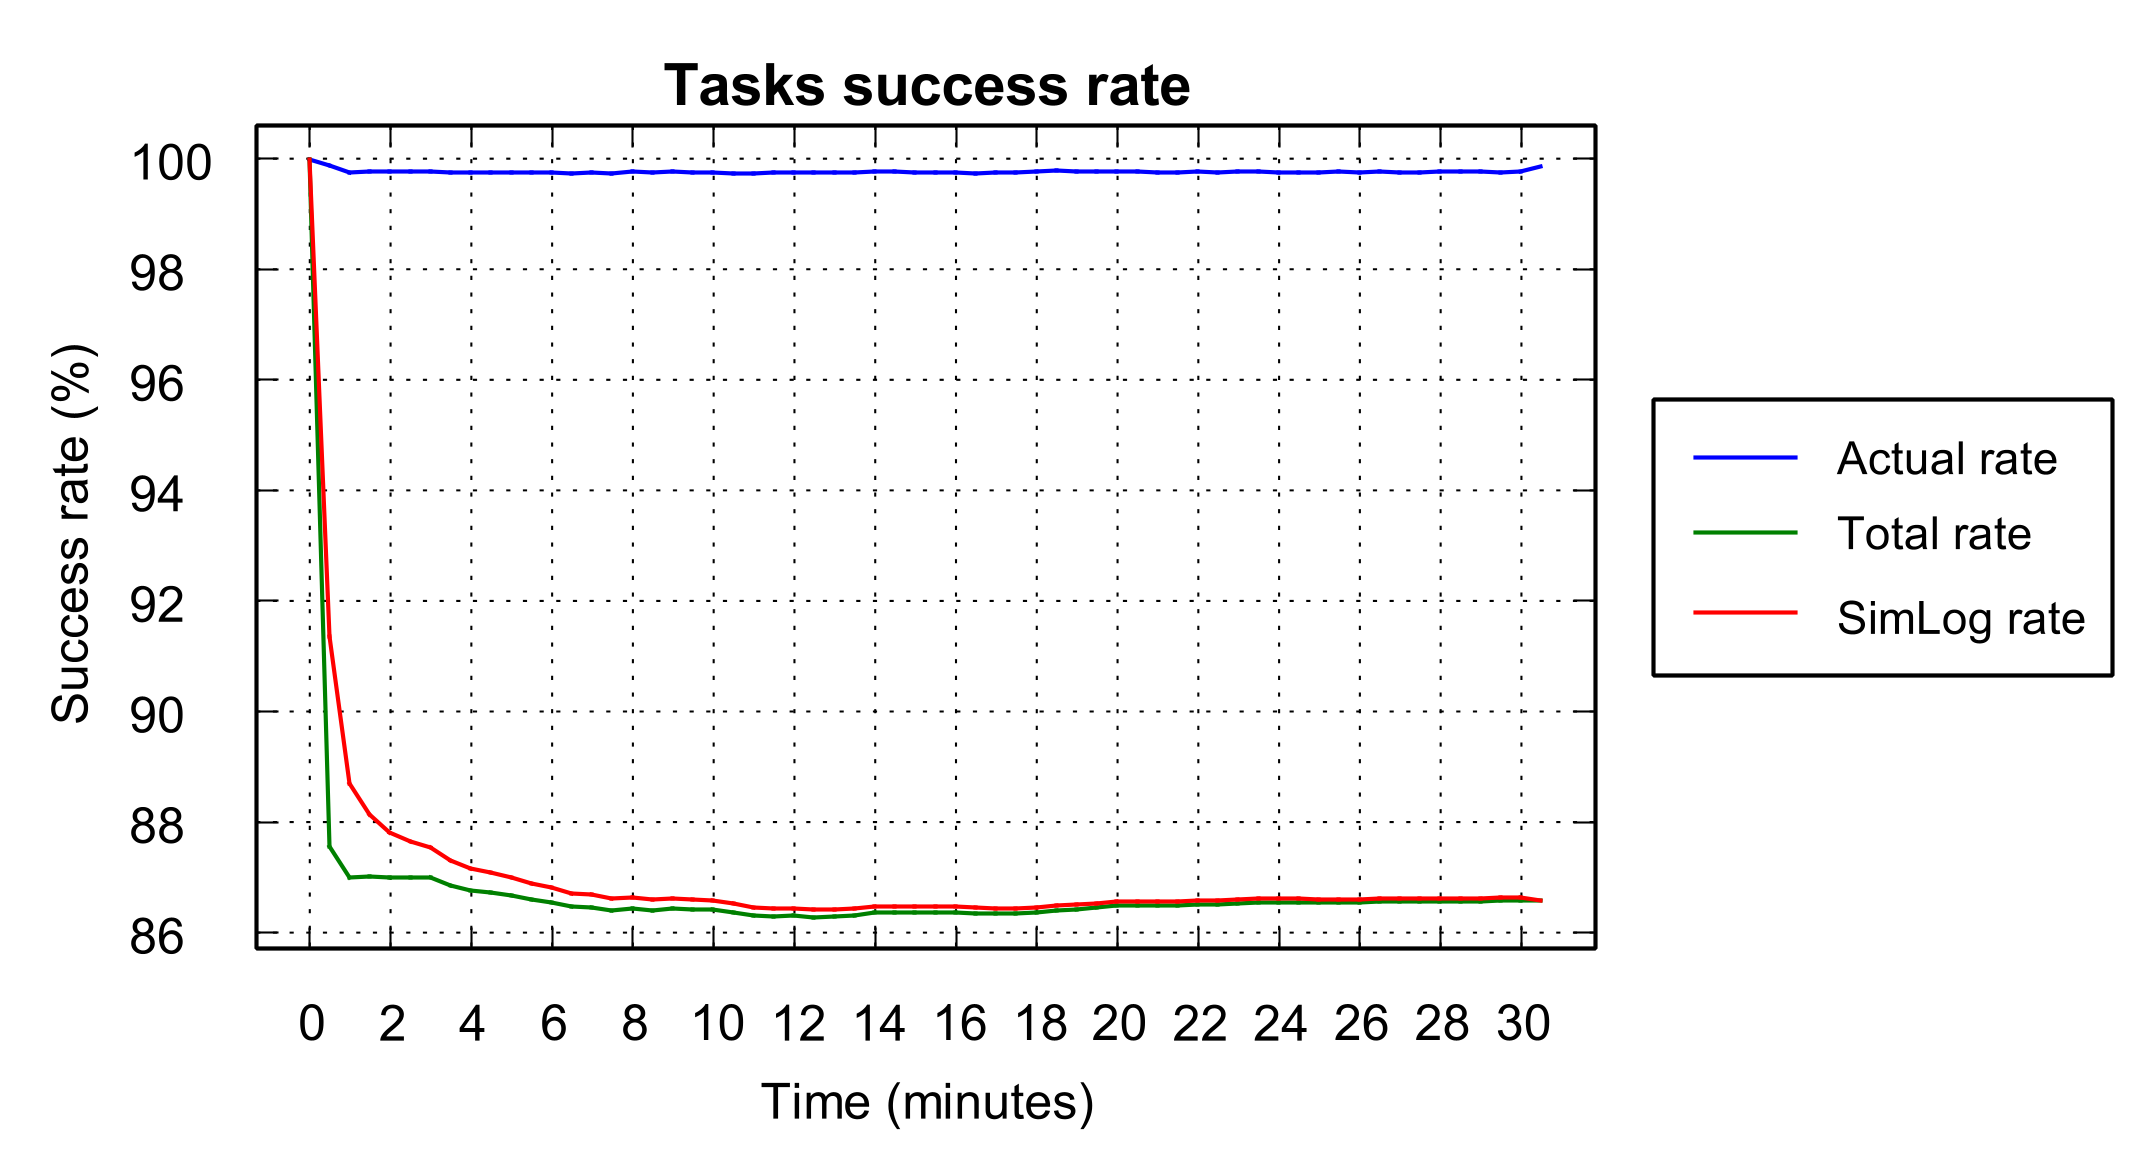 Tasks success rate
100
98
96
94
92
90
88
86
Success rate (%)
0 2 4 6 8 10 12 14 16 18 20 22 24 26 28 30
Time (minutes)
Actual rate
Total rate
SimLog rate